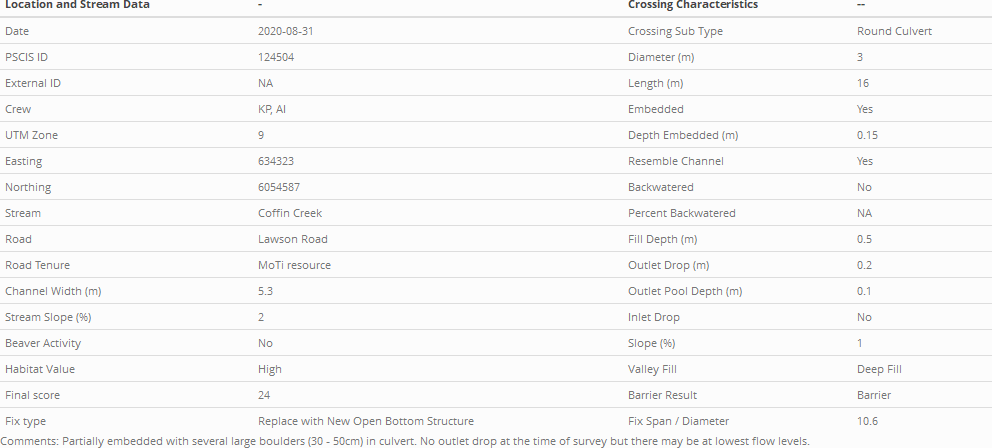 Location and Stream Data - Crossing Characteristics --
Date 2020-08-31 Crossing Sub Type Round Culvert
PSCIS ID 124504 Diameter (m) 3
External ID NA Length (m) 16
Crew KP, AI Embedded Yes
UTM Zone 9 Depth Embedded (m) 0.15
Easting 634323 Resemble Channel Yes
Northing 6054587 Backwatered No
Stream Coffin Creek Percent Backwatered NA
Road Lawson Road Fill Depth (m) 0.5
Road Tenure MoTi resource Outlet Drop (m) 0.2
Channel Width (m) 5.3 Outlet Pool Depth (m) 0.1
Stream Slope (%) 2 Inlet Drop No
Beaver Activity No Slope (%) 1
Habitat Value High Valley Fill Deep Fill
Final score 24 Barrier Result Barrier
Fix type Replace with New Open Bottom Structure Fix Span / Diameter 10.6
Comments: Partially embedded with several large boulders (30 - 50cm) in culvert. No outlet drop at the time of survey but there may be at lowest flow levels.